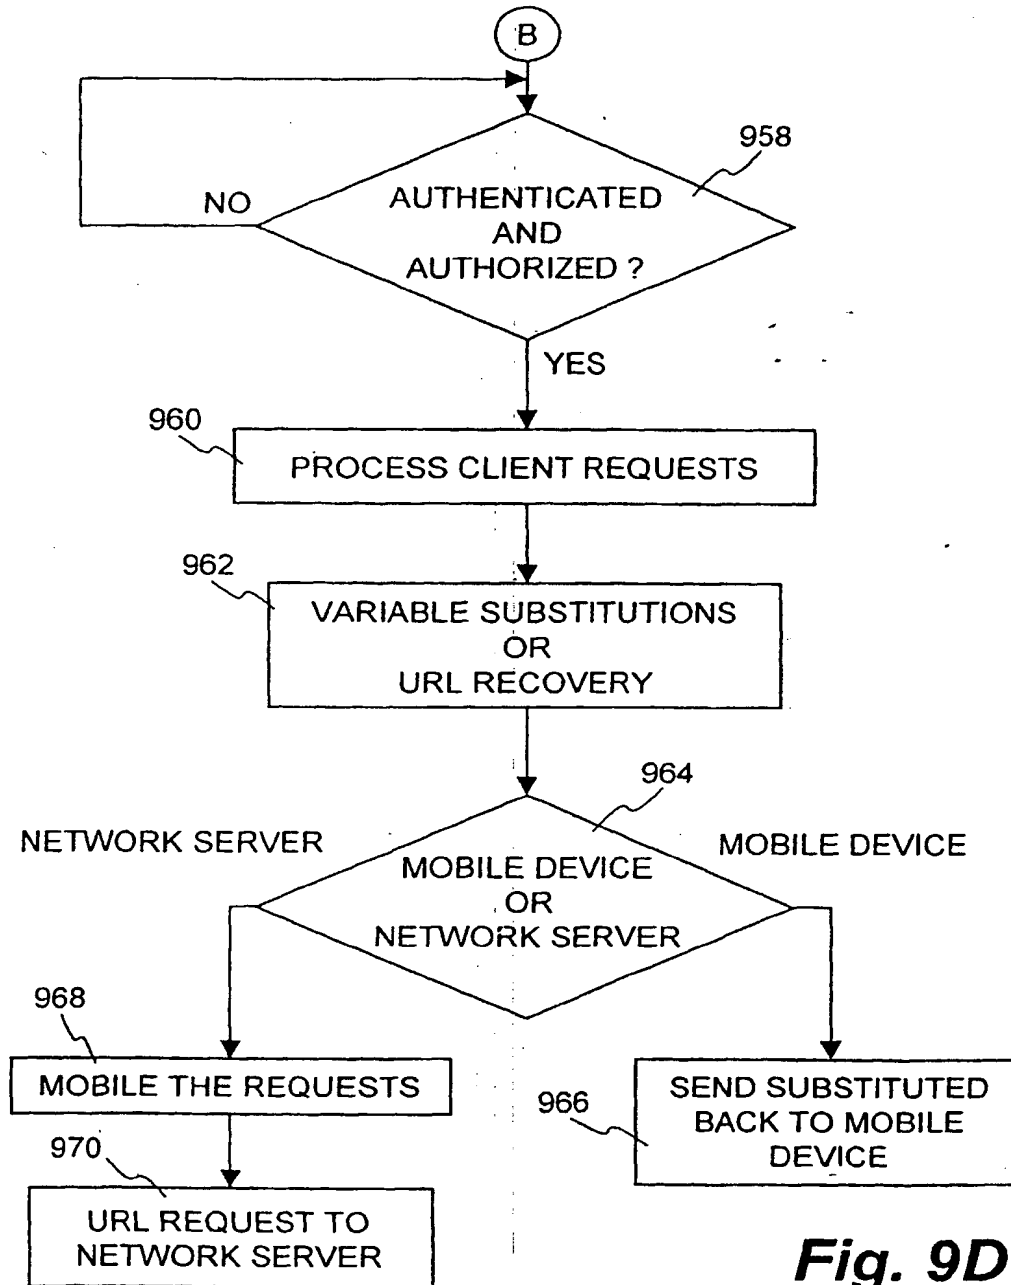 B
958
NO
AUTHENTICATED
AND
AUTHORIZED ?
YES
960
PROCESS CLIENT REQUESTS
962
VARIABLE SUBSTITUTIONS
OR
URL RECOVERY
964
NETWORK SERVER
MOBILE DEVICE
MOBILE DEVICE
OR
NETWORK SERVER
968
MOBILE THE REQUESTS
966
SEND SUBSTITUTED
BACK TO MOBILE
DEVICE
970
URL REQUEST TO
NETWORK SERVER
Fig. 9D